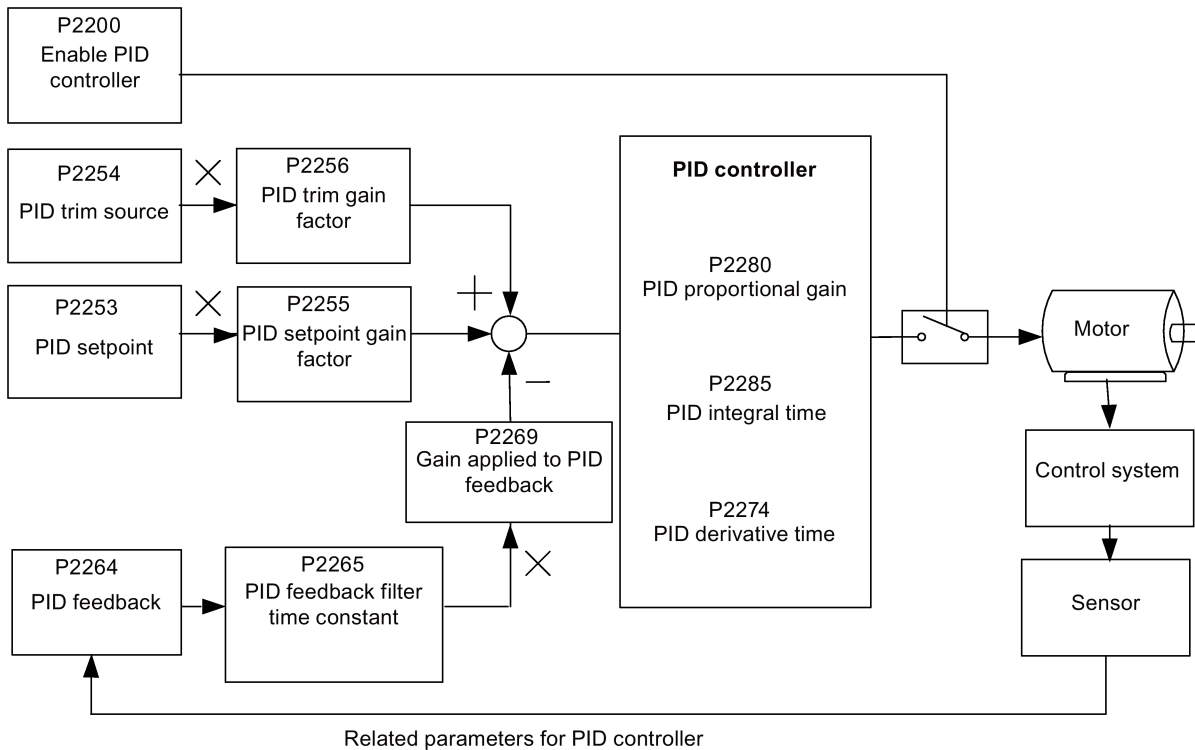 P2200
Enable PID
controller
P2254
PID trim source
P2256
PID trim gain
factor
P2253
PID setpoint
P2255
PID setpoint gain
factor
P2269
Gain applied to PID
feedback
P2264
PID feedback
P2265
PID feedback filter
time constant
PID controller
P2280
PID proportional gain
P2285
PID integral time
P2274
PID derivative time
Motor
Control system
Sensor
Related parameters for PID controller